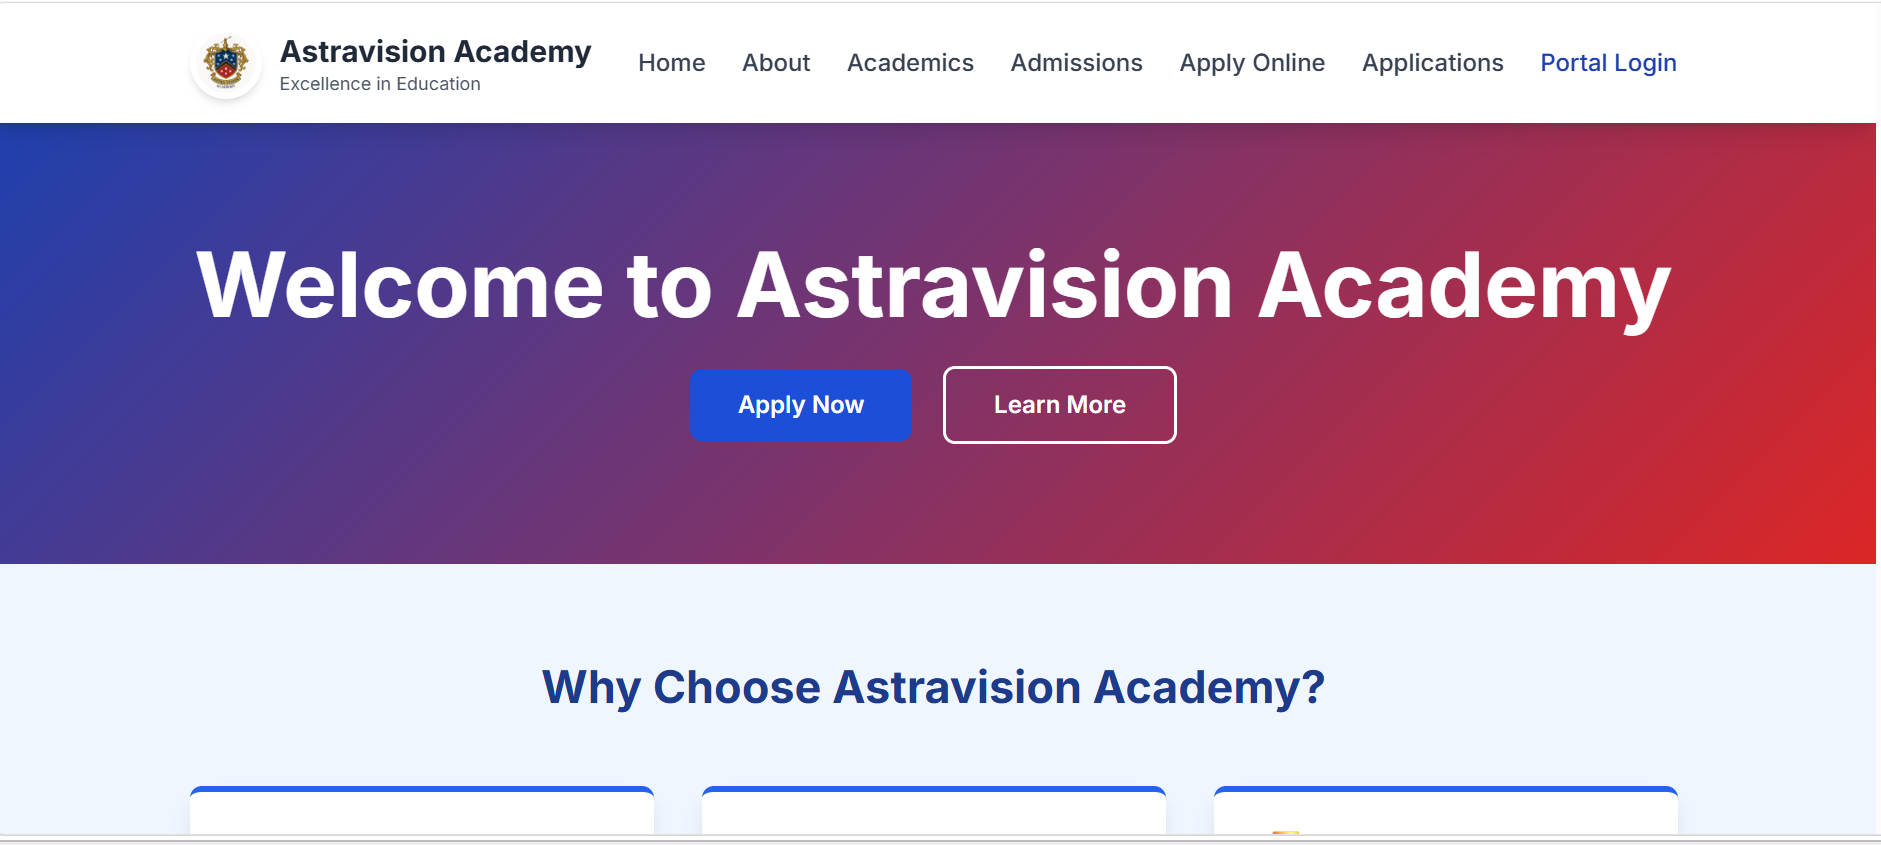 Astravision Academy
Excellence in Education
Home About Academics Admissions Apply Online Applications Portal Login
Welcome to Astravision Academy
Apply Now Learn More
Why Choose Astravision Academy?